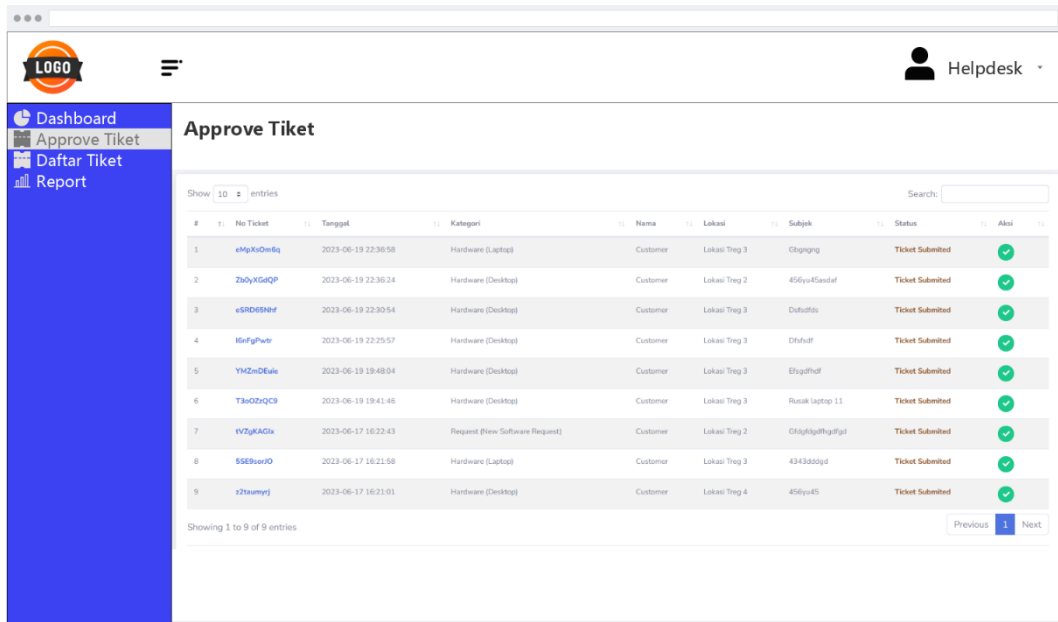 LOGO
Helpdesk
Dashboard
Approve Tiket
Daftar Tiket
Report
Approve Tiket
Show 10 entries Search:
# No Ticket Tanggal Kategori Nama Lokasi Subjek Status Aksi
1 eMpXsOm6q 2023-06-19 22:36:58 Hardware (Laptop) Customer Lokasi Treg 3 Gbgngng Ticket Submited
2 Zb0yXGdQP 2023-06-19 22:36:24 Hardware (Desktop) Customer Lokasi Treg 2 456yu45asdaf Ticket Submited
3 eSRD65Nhf 2023-06-19 22:30:54 Hardware (Desktop) Customer Lokasi Treg 3 Dsfsdfds Ticket Submited
4 2023-06-19 22:25:57 Hardware (Desktop) Customer Lokasi Treg 3 Dfsfsdf Ticket Submited
5 YMZmDEuie 2023-06-19 19:48:04 Hardware (Desktop) Customer Lokasi Treg 3 Efsgdfhdf Ticket Submited
6 T3oOZzQC9 2023-06-19 19:41:46 Hardware (Desktop) Customer Lokasi Treg 3 Rusak laptop 11 Ticket Submited
7 2023-06-17 16:22:43 Request (New Software Request) Customer Lokasi Treg 2 Ticket Submited
8 5SE9sorJO 2023-06-17 16:21:58 Hardware (Laptop) Customer Lokasi Treg 3 4343dddgd Ticket Submited
9 z2taumyrj 2023-06-17 16:21:01 Hardware (Desktop) Customer Lokasi Treg 4 456yu45 Ticket Submited
Showing 1 to 9 of 9 entries
Previous 1 Next